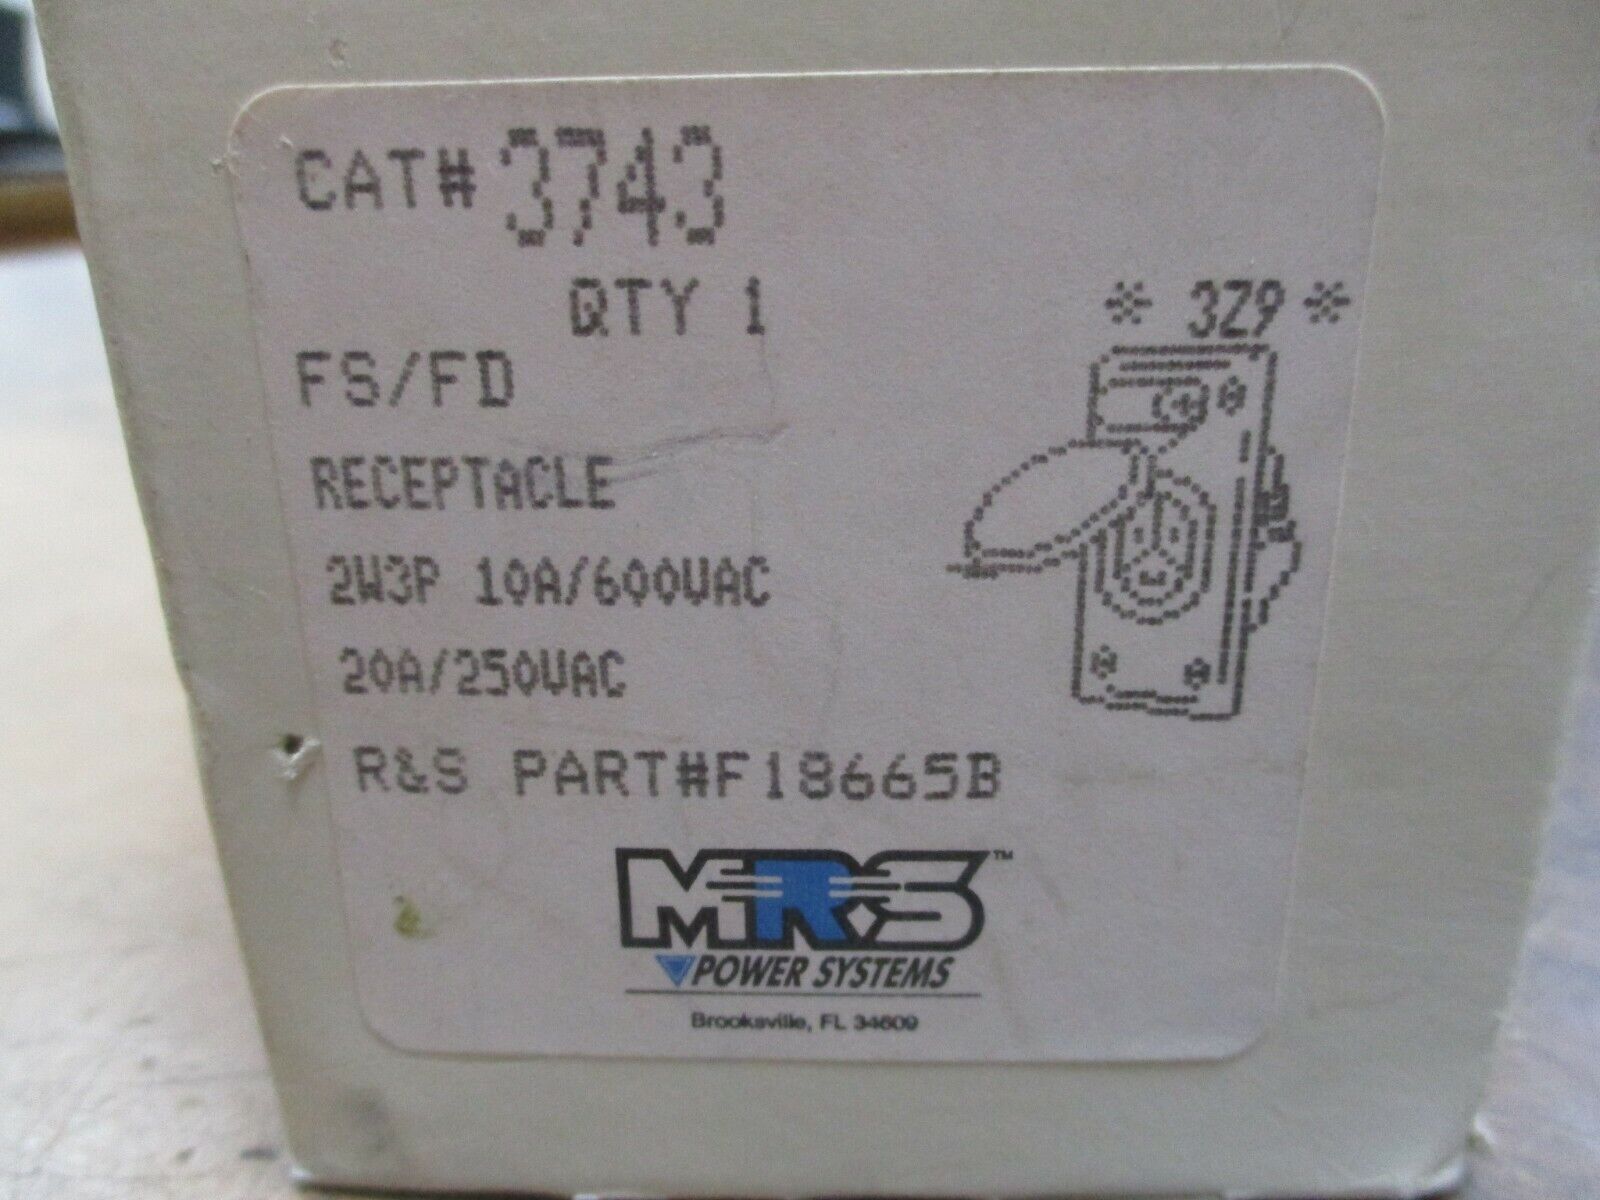 CAT# 3743
QTY 1
* 3Z9 *
FS/FD
RECEPTACLE
2W3P 10A/600VAC
20A/250VAC
R&S PART#F18665B
MRS™
POWER SYSTEMS
Brooksville, FL 34609